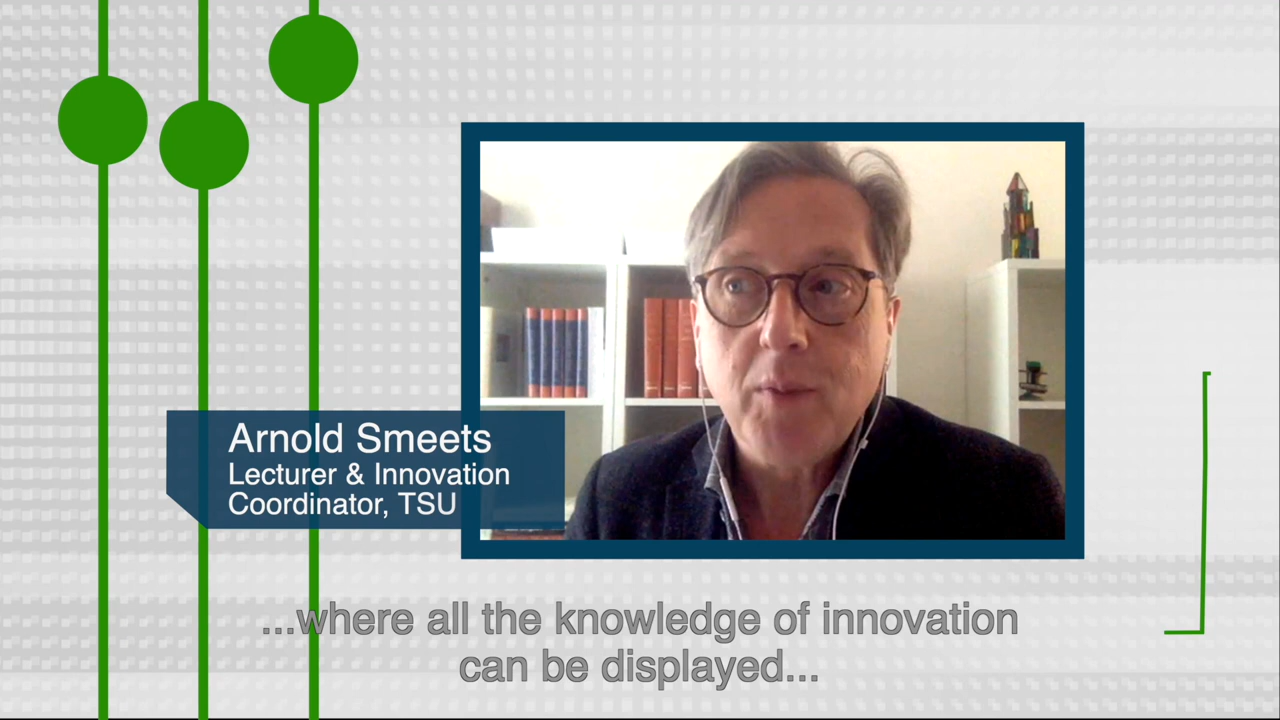 Arnold Smeets
Lecturer & Innovation
Coordinator, TSU
...where all the knowledge of innovation
can be displayed...